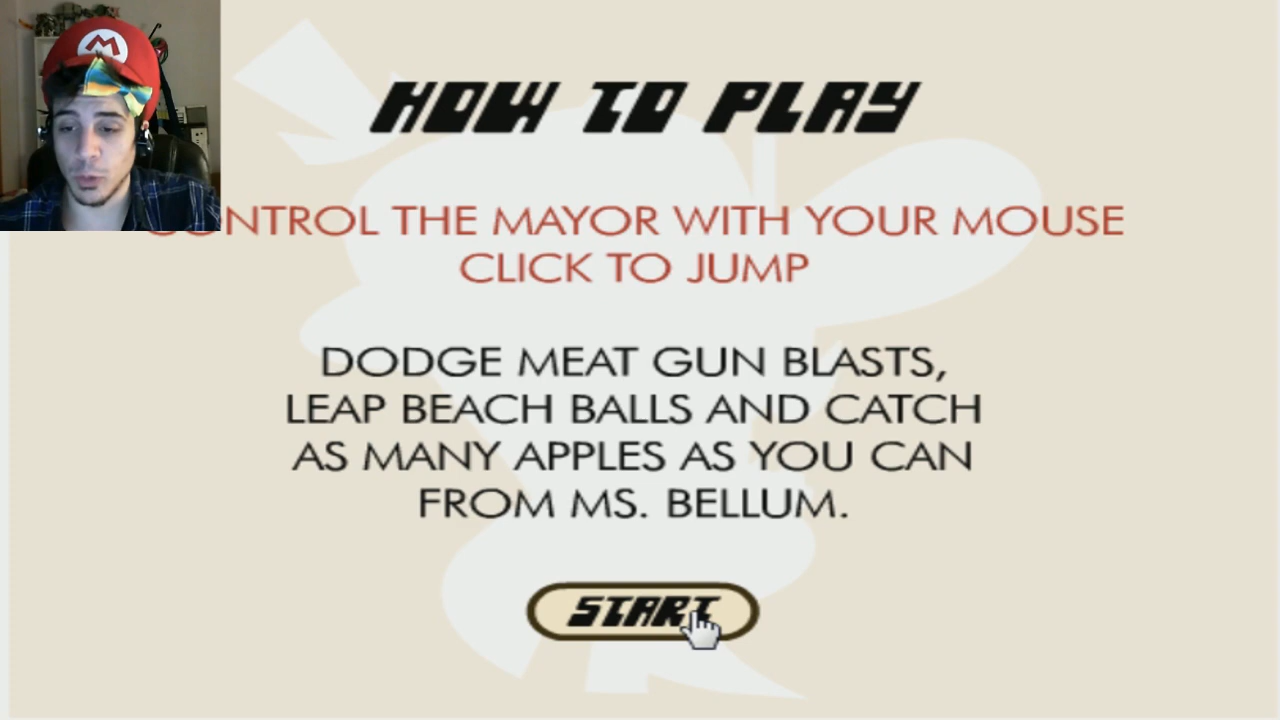 M
HOW TO PLAY
NTROL THE MAYOR WITH YOUR MOUSE
CLICK TO JUMP
DODGE MEAT GUN BLASTS,
LEAP BEACH BALLS AND CATCH
AS MANY APPLES AS YOU CAN
FROM MS. BELLUM.
START